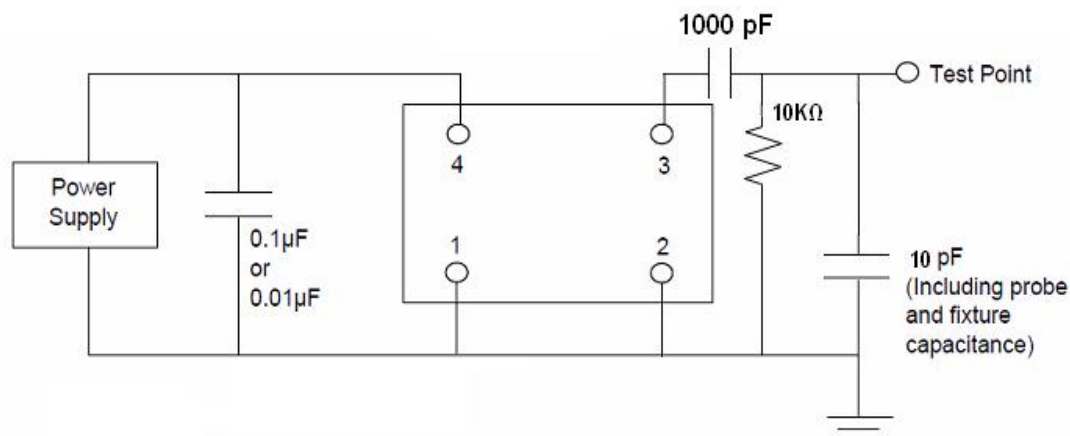 1000 pF
Test Point
10KΩ
4
3
Power
Supply
0.1µF
or
0.01µF
1
2
10 pF
(Including probe
and fixture
capacitance)